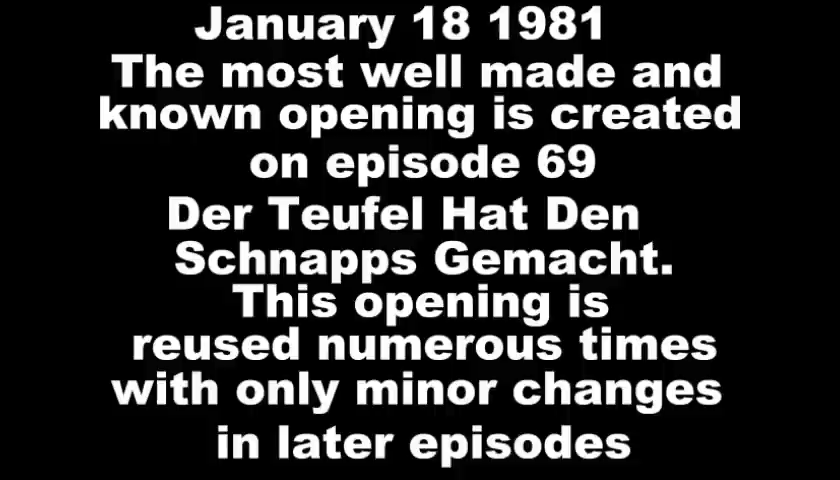 January 18 1981
The most well made and
known opening is created
on episode 69
Der Teufel Hat Den
Schnapps Gemacht.
This opening is
reused numerous times
with only minor changes
in later episodes